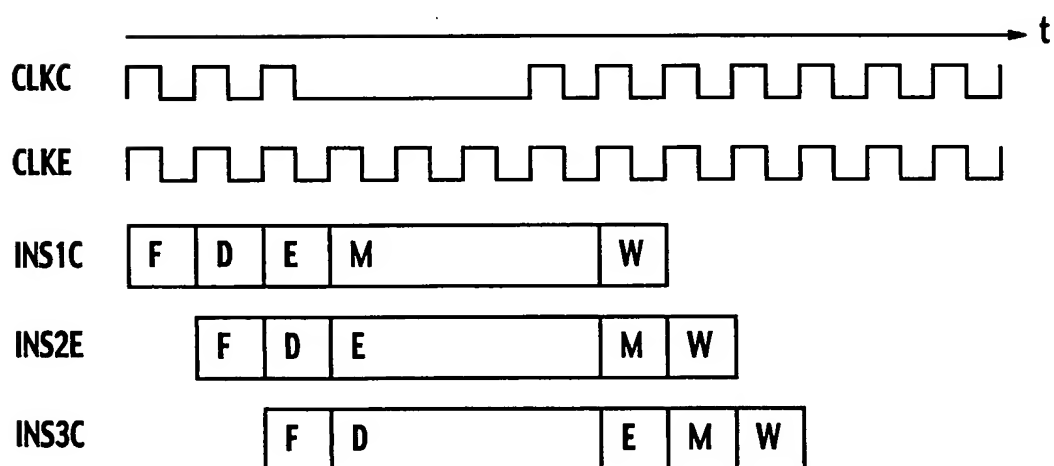 t
CLKC
CLKE
INS1C F D E M W
INS2E F D E M W
INS3C F D E M W